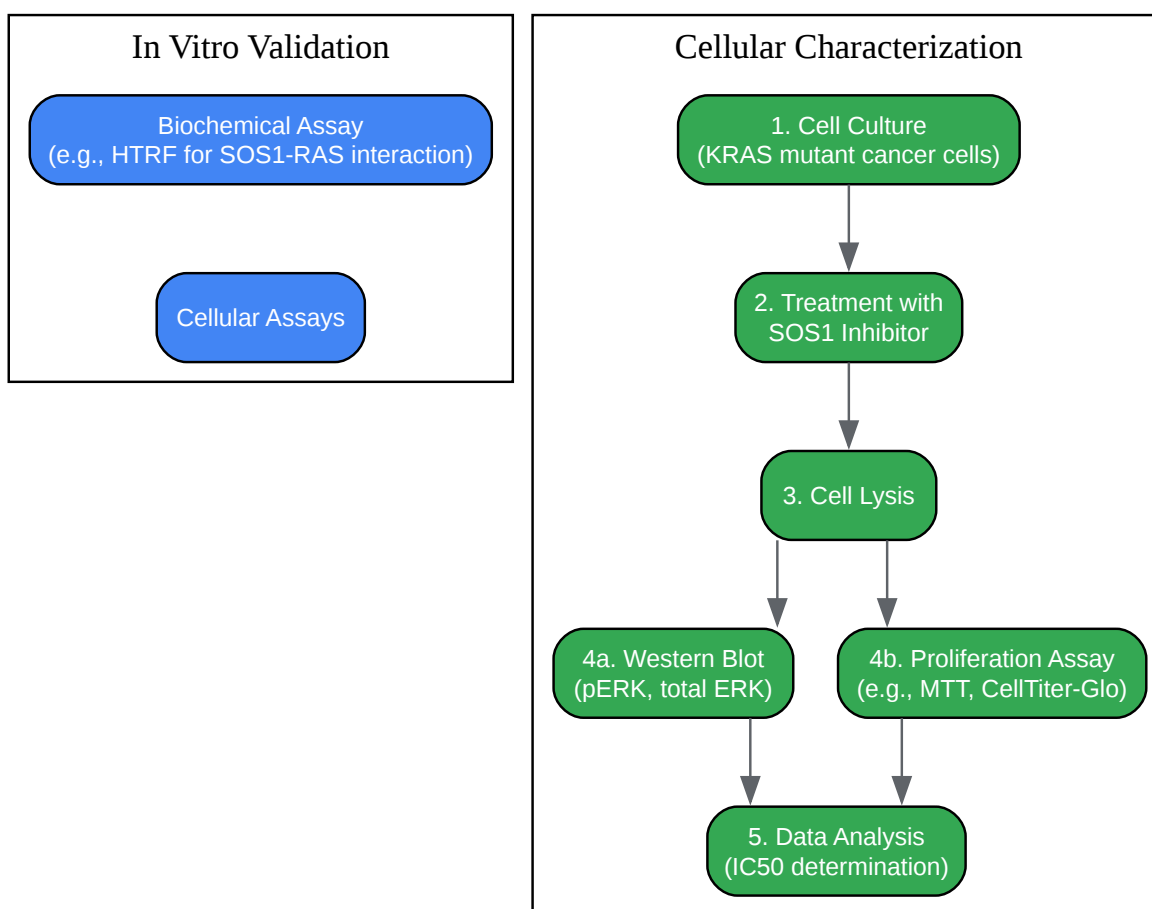 In Vitro Validation
Biochemical Assay
(e.g., HTRF for SOS1-RAS interaction)
Cellular Assays
Cellular Characterization
1. Cell Culture
(KRAS mutant cancer cells)
2. Treatment with
SOS1 Inhibitor
3. Cell Lysis
4a. Western Blot
(pERK, total ERK)
4b. Proliferation Assay
(e.g., MTT, CellTiter-Glo)
5. Data Analysis
(IC50 determination)